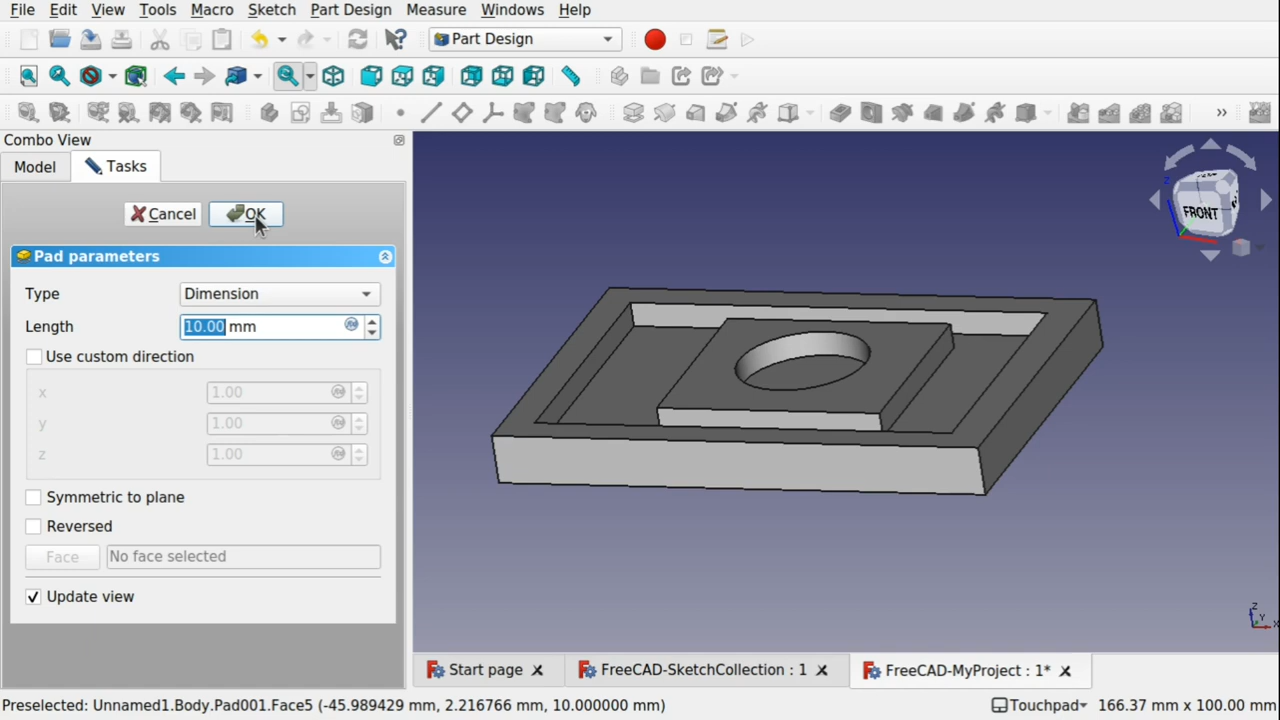 File Edit View Tools Macro Sketch Part Design Measure Windows Help
Part Design
Combo View
Model Tasks
Cancel OK
Pad parameters
Type Dimension
Length 10.00 mm
Use custom direction
x 1.00
y 1.00
z 1.00
Symmetric to plane
Reversed
Face No face selected
Update view
FRONT
Z
Z
Y
X
Start page FreeCAD-SketchCollection : 1 FreeCAD-MyProject : 1*
Preselected: Unnamed1.Body.Pad001.Face5 (-45.989429 mm, 2.216766 mm, 10.000000 mm) Touchpad 166.37 mm x 100.00 mm